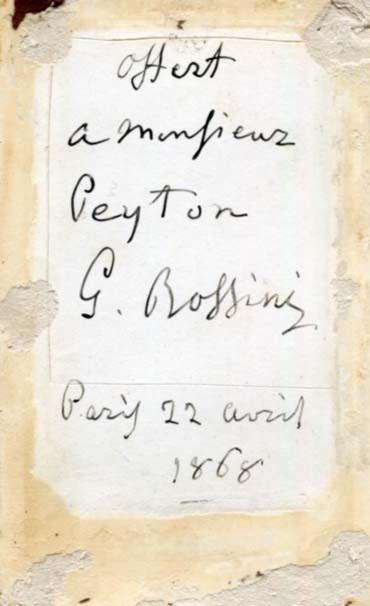 offert
a monsieur
Peyton
G. Rossini
Paris 22 avril
1868